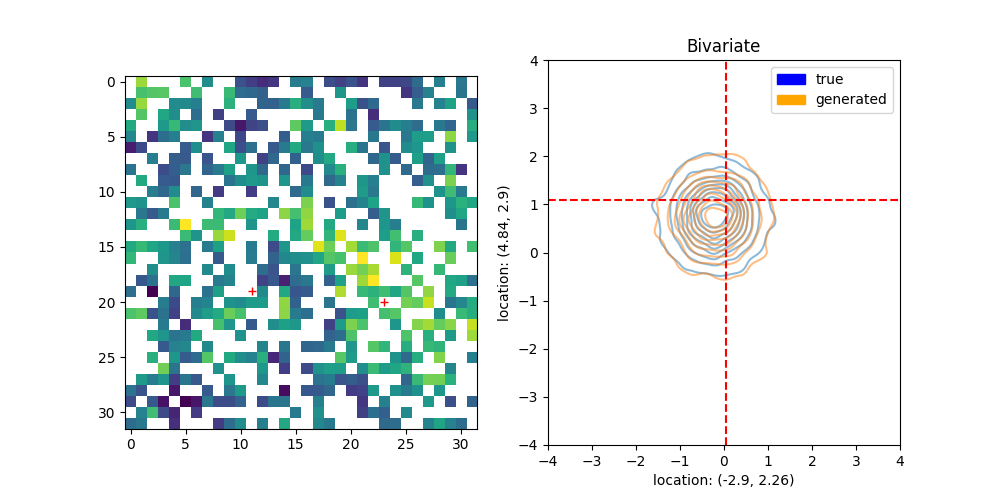 0
5
10
15
20
25
30
0 5 10 15 20 25 30
Bivariate
true
generated
location: (4.84, 2.9)
4
3
2
1
0
−1
−2
−3
−4
−4 −3 −2 −1 0 1 2 3 4
location: (-2.9, 2.26)